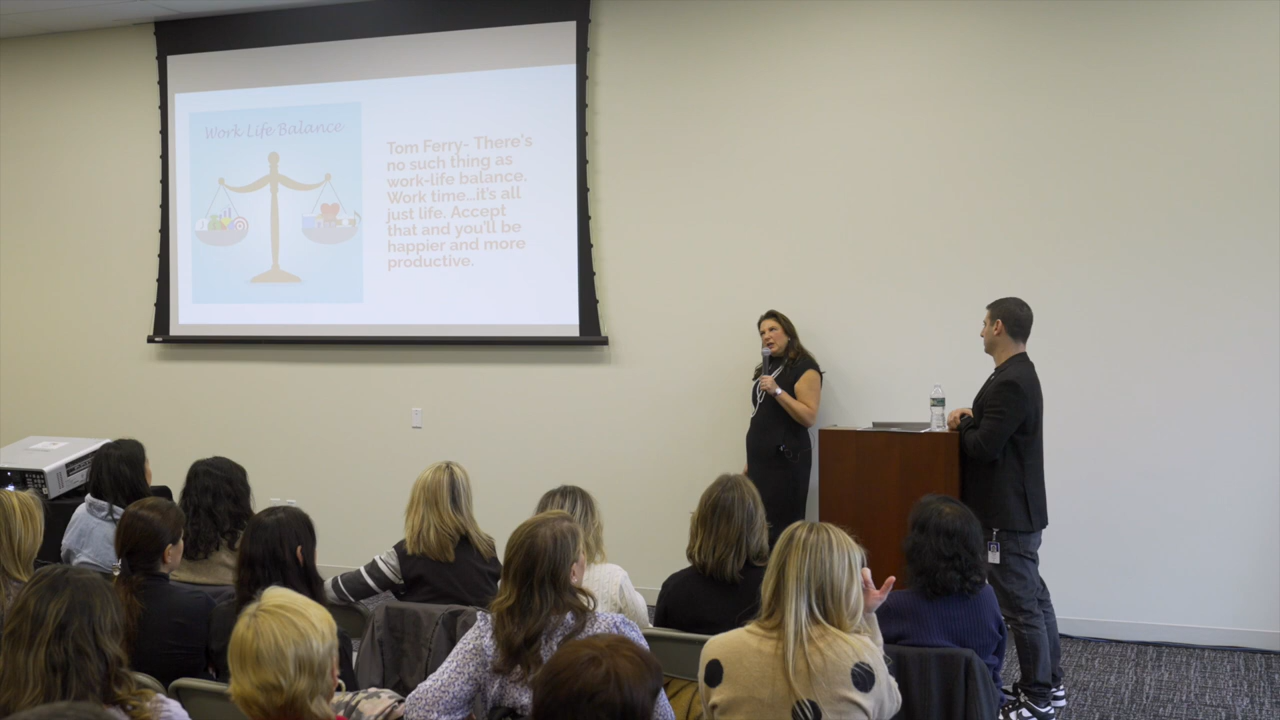 Work Life Balance
Tom Ferry- There's
no such thing as
work-life balance.
Work time...it's all
just life. Accept
that and you'll be
happier and more
productive.